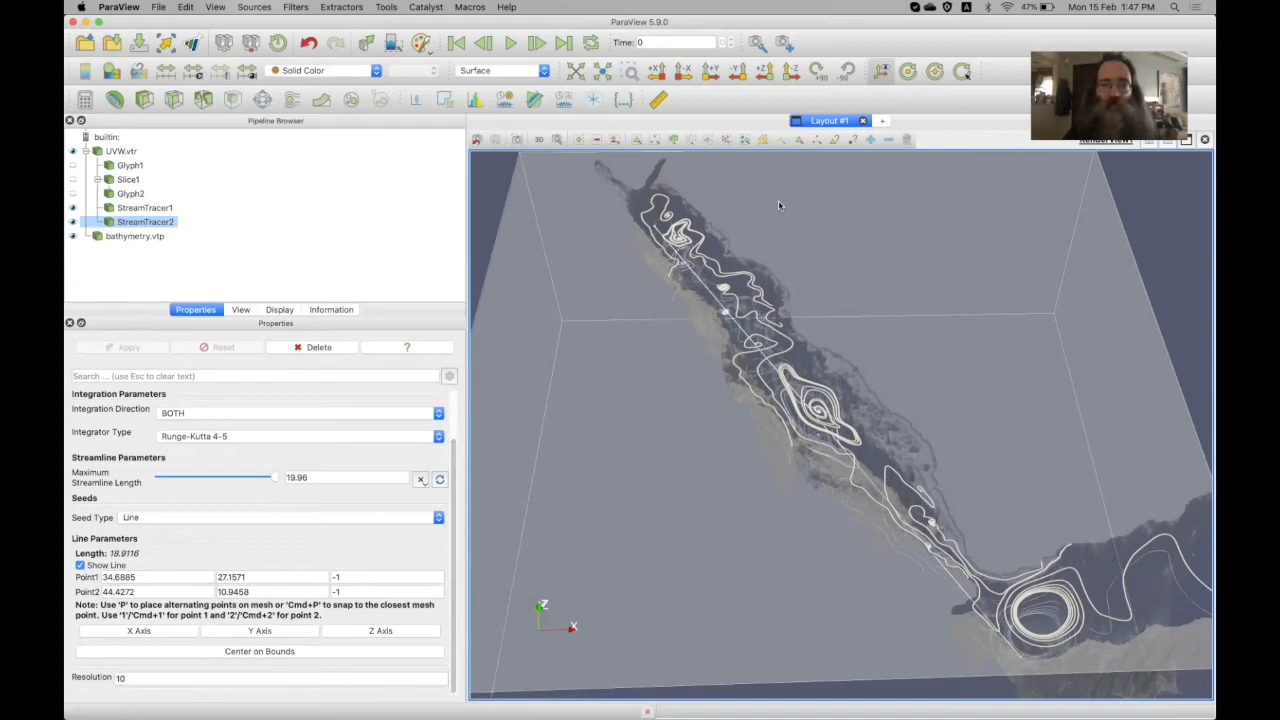 ParaView File Edit View Sources Filters Extractors Tools Catalyst Macros Help
A 47% Mon 15 Feb 1:47 PM
ParaView 5.9.0
Time: 0
Solid Color Surface +X -X +Y -Y +Z -Z +90 -90
Pipeline Browser
Layout #1 +
builtin:
UVW.vtr
3D
Glyph1
Slice1
Glyph2
StreamTracer1
StreamTracer2
bathymetry.vtp
Properties View Display Information
Properties
Apply Reset Delete ?
Search ... (use Esc to clear text)
Integration Parameters
Integration Direction BOTH
Integrator Type Runge-Kutta 4-5
Streamline Parameters
Maximum
Streamline Length 19.96
Seeds
Seed Type Line
Line Parameters
Length: 18.9116
Show Line
Point1 34.6885 27.1571 -1
Point2 44.4272 10.9458 -1
Note: Use 'P' to place alternating points on mesh or 'Cmd+P' to snap to the closest mesh
point. Use '1'/'Cmd+1' for point 1 and '2'/'Cmd+2' for point 2.
X Axis Y Axis Z Axis
Center on Bounds
Resolution 10
Z
X